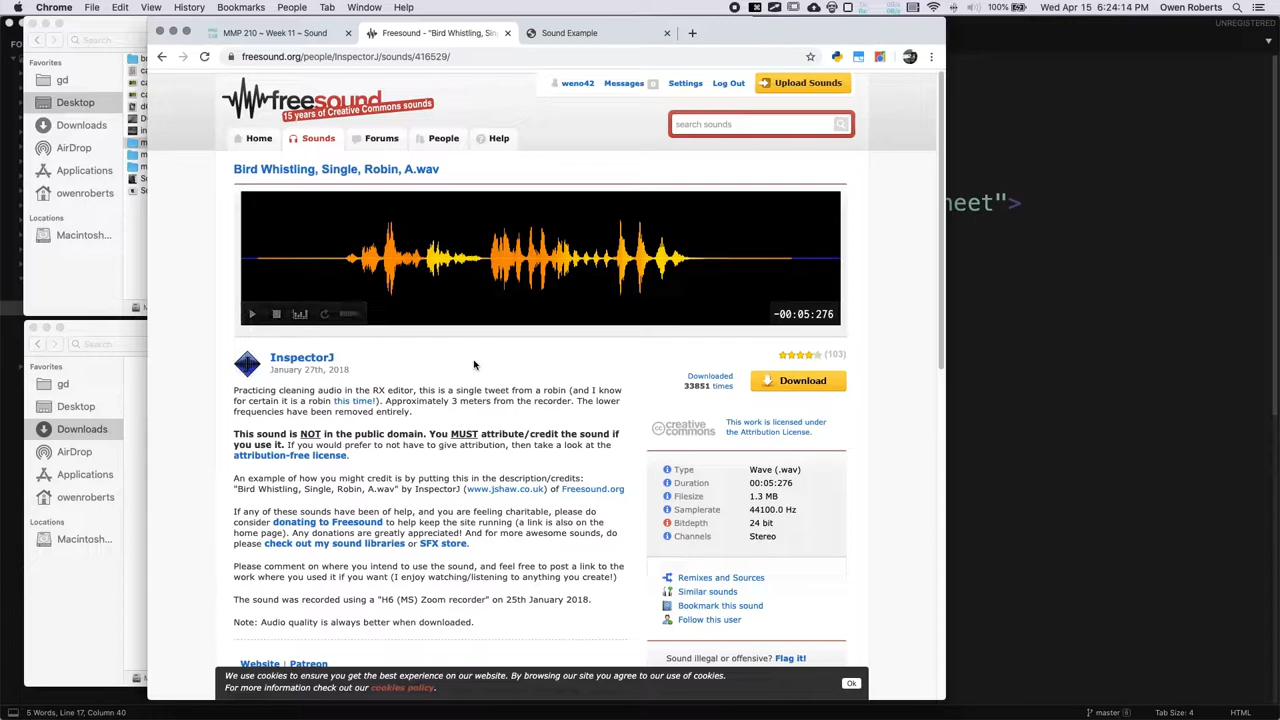 Chrome File Edit View History Bookmarks People Tab Window Help 100% Wed Apr 15 6:24:14 PM Owen Roberts
UNREGISTERED
MMP 210 ~ Week 11 ~ Sound
Freesound - "Bird Whistling, Sin
Sound Example
freesound.org/people/InspectorJ/sounds/416529/
Search
Favorites
gd
Desktop
Downloads
AirDrop
Applications
owenroberts
Locations
Macintosh...
Search
Favorites
gd
Desktop
Downloads
AirDrop
Applications
owenroberts
Locations
Macintosh...
weno42 Messages 0 Settings Log Out Upload Sounds
freesound
15 years of Creative Commons sounds
search sounds
Home Sounds Forums People Help
Bird Whistling, Single, Robin, A.wav
-00:05:276
InspectorJ
January 27th, 2018
(103)
Downloaded
33851 times
Download
Practicing cleaning audio in the RX editor, this is a single tweet from a robin (and I know
for certain it is a robin this time!). Approximately 3 meters from the recorder. The lower
frequencies have been removed entirely.
This sound is NOT in the public domain. You MUST attribute/credit the sound if
you use it. If you would prefer to not have to give attribution, then take a look at the
attribution-free license.
An example of how you might credit is by putting this in the description/credits:
"Bird Whistling, Single, Robin, A.wav" by InspectorJ (www.jshaw.co.uk) of Freesound.org
If any of these sounds have been of help, and you are feeling charitable, please do
consider donating to Freesound to help keep the site running (a link is also on the
home page). Any donations are greatly appreciated! And for more awesome sounds, do
please check out my sound libraries or SFX store.
Please comment on where you intend to use the sound, and feel free to post a link to the
work where you used it if you want (I enjoy watching/listening to anything you create!)
The sound was recorded using a "H6 (MS) Zoom recorder" on 25th January 2018.
Note: Audio quality is always better when downloaded.
Website | Patreon
creative commons
This work is licensed under
the Attribution License.
Type Wave (.wav)
Duration 00:05:276
Filesize 1.3 MB
Samplerate 44100.0 Hz
Bitdepth 24 bit
Channels Stereo
Remixes and Sources
Similar sounds
Bookmark this sound
Follow this user
Sound illegal or offensive? Flag it!
We use cookies to ensure you get the best experience on our website. By browsing our site you agree to our use of cookies.
For more information check out our cookies policy.
Ok
heet">
5 Words, Line 17, Column 40 master 6 Tab Size: 4 HTML